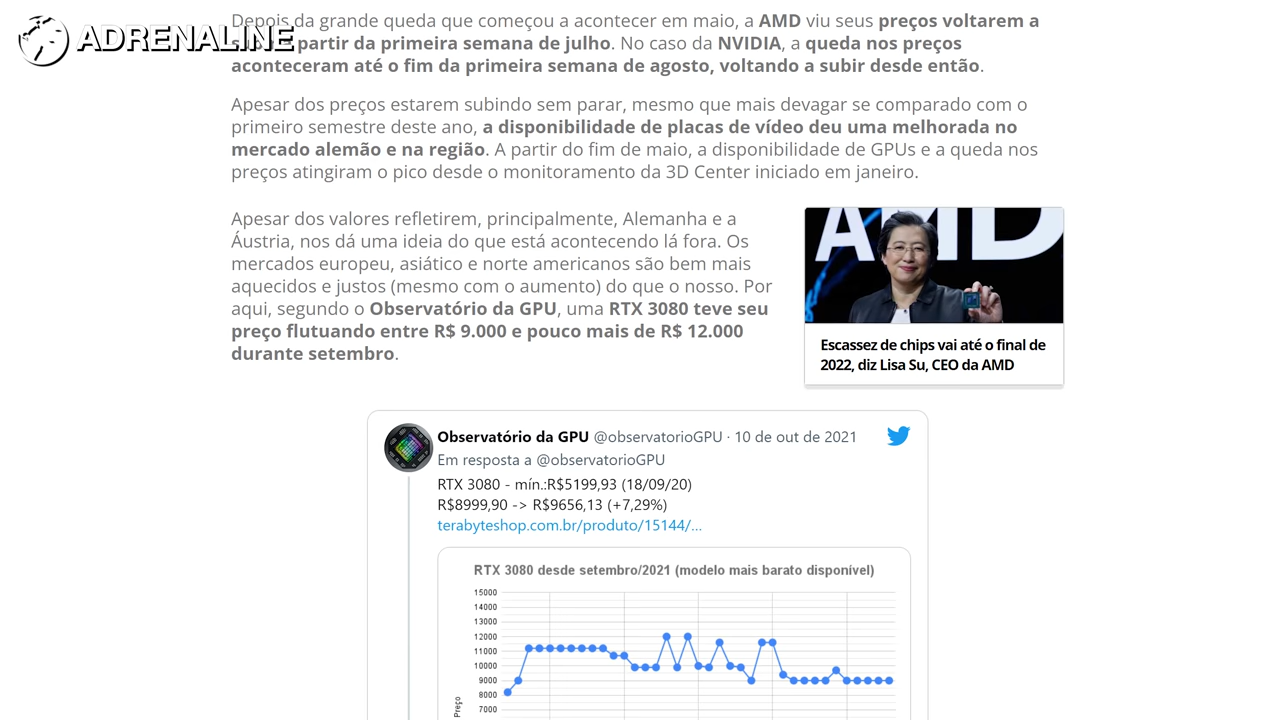 Depois da grande queda que começou a acontecer em maio, a AMD viu seus preços voltarem a
ADRENALINE
a partir da primeira semana de julho. No caso da NVIDIA, a queda nos preços
aconteceram até o fim da primeira semana de agosto, voltando a subir desde então.
Apesar dos preços estarem subindo sem parar, mesmo que mais devagar se comparado com o
primeiro semestre deste ano, a disponibilidade de placas de vídeo deu uma melhorada no
mercado alemão e na região. A partir do fim de maio, a disponibilidade de GPUs e a queda nos
preços atingiram o pico desde o monitoramento da 3D Center iniciado em janeiro.
Apesar dos valores refletirem, principalmente, Alemanha e a
Áustria, nos dá uma ideia do que está acontecendo lá fora. Os
mercados europeu, asiático e norte americanos são bem mais
aquecidos e justos (mesmo com o aumento) do que o nosso. Por
aqui, segundo o Observatório da GPU, uma RTX 3080 teve seu
preço flutuando entre R$ 9.000 e pouco mais de R$ 12.000
durante setembro.
AMD
Escassez de chips vai até o final de
2022, diz Lisa Su, CEO da AMD
Observatório da GPU @observatorioGPU · 10 de out de 2021
Em resposta a @observatorioGPU
RTX 3080 - mín.:R$5199,93 (18/09/20)
R$8999,90 -> R$9656,13 (+7,29%)
terabyteshop.com.br/produto/15144/…
RTX 3080 desde setembro/2021 (modelo mais barato disponível)
15000
14000
13000
12000
11000
10000
9000
8000
7000
Preço